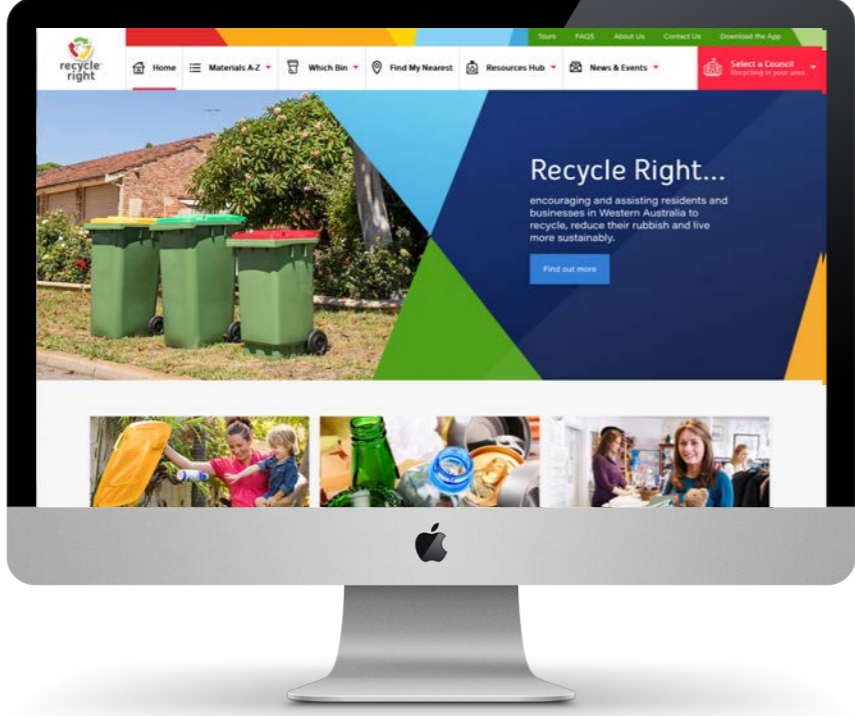 Tours FAQS About Us Contact Us Download the App
recycle
right
Home Materials A-Z Which Bin Find My Nearest Resources Hub News & Events
Select a Council
Recycling in your area
Recycle Right...
encouraging and assisting residents and
businesses in Western Australia to
recycle, reduce their rubbish and live
more sustainably.
Find out more